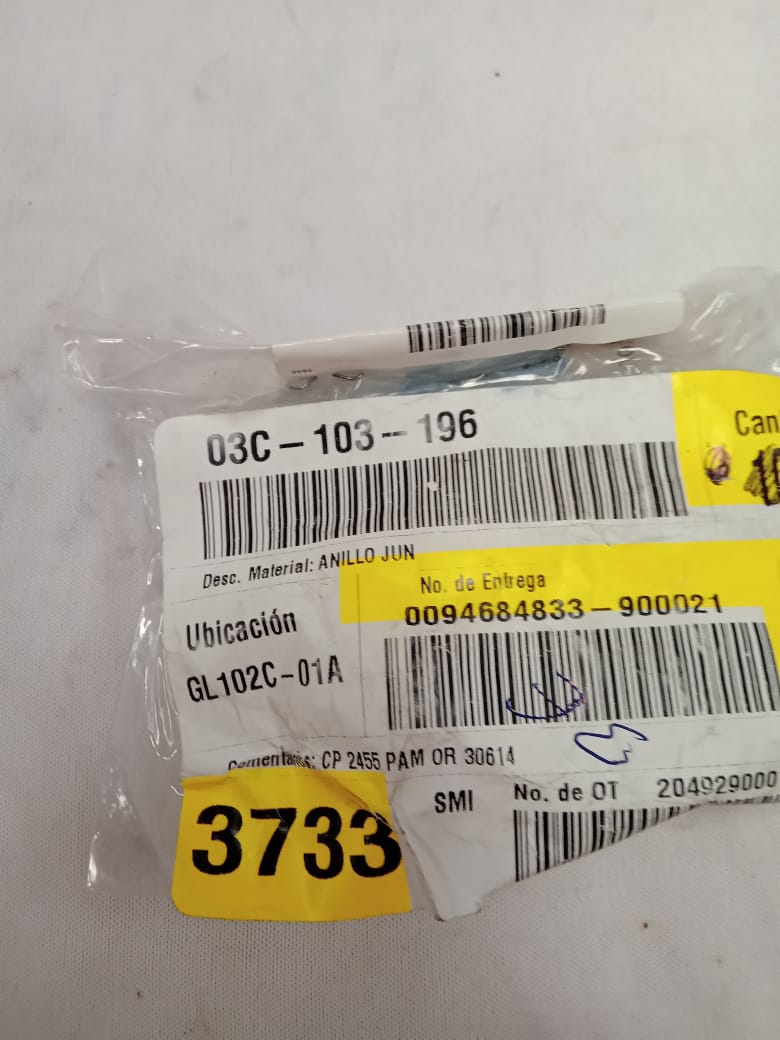 03C-103-196
Can
Desc. Material: ANILLO JUN
No. de Entrega
0094684833-900021
Ubicación
GL102C-01A
Comentarios: CP 2455 PAM OR 30614
SMI No. de OT 204929000
3733